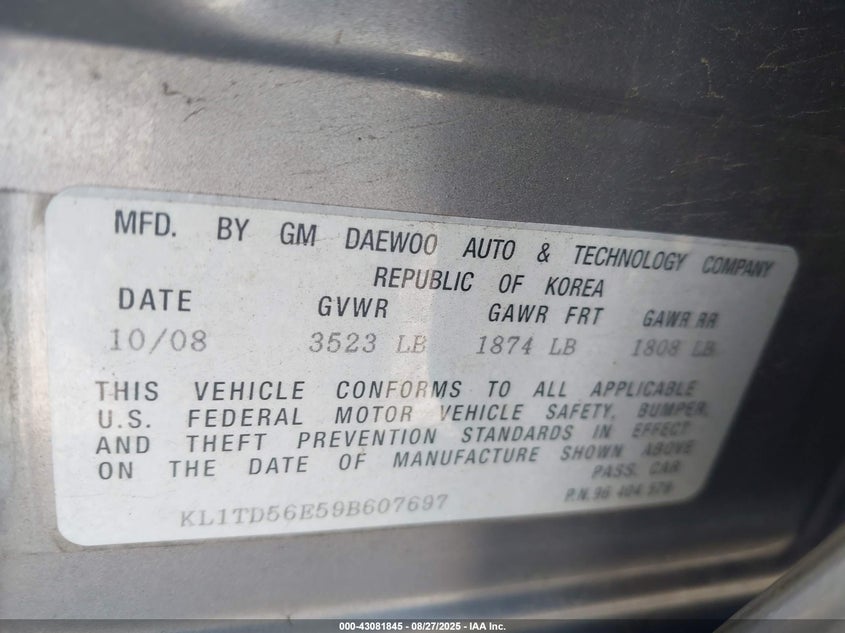 MFD. BY GM DAEWOO AUTO & TECHNOLOGY COMPANY
REPUBLIC OF KOREA
DATE GVWR GAWR FRT GAWR RR
10/08 3523 LB 1874 LB 1808 LB
THIS VEHICLE CONFORMS TO ALL APPLICABLE
U.S. FEDERAL MOTOR VEHICLE SAFETY, BUMPER,
AND THEFT PREVENTION STANDARDS IN EFFECT
ON THE DATE OF MANUFACTURE SHOWN ABOVE
PASS. CAR
KL1TD56E59B607697 P.N. 96 404 579
000-43081845 - 08/27/2025 - IAA Inc.